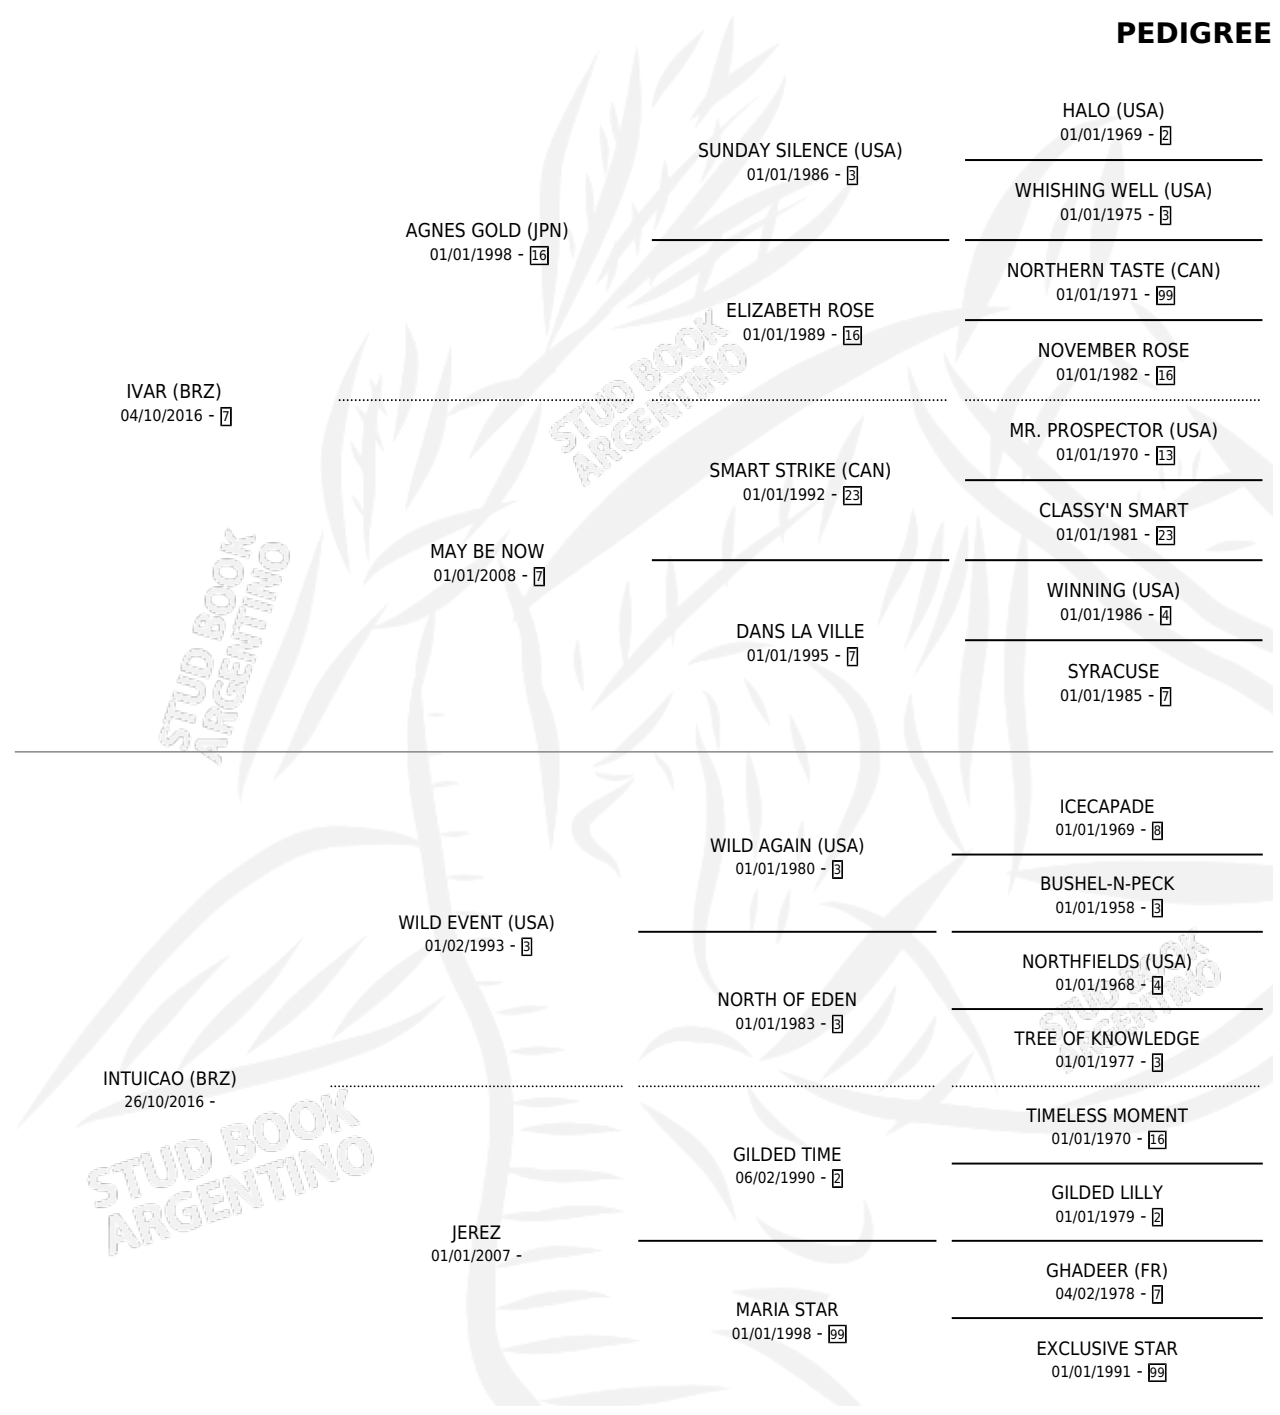 PEDIGREE
HALO (USA)
01/01/1969 - 2
SUNDAY SILENCE (USA)
01/01/1986 - 3
WHISHING WELL (USA)
01/01/1975 - 3
AGNES GOLD (JPN)
01/01/1998 - 16
NORTHERN TASTE (CAN)
01/01/1971 - 99
ELIZABETH ROSE
01/01/1989 - 16
NOVEMBER ROSE
01/01/1982 - 16
IVAR (BRZ)
04/10/2016 - 7
STUD BOOK
ARGENTINO
MR. PROSPECTOR (USA)
01/01/1970 - 13
SMART STRIKE (CAN)
01/01/1992 - 23
CLASSY'N SMART
01/01/1981 - 23
MAY BE NOW
01/01/2008 - 7
WINNING (USA)
01/01/1986 - 4
DANS LA VILLE
01/01/1995 - 7
SYRACUSE
01/01/1985 - 7
STUD BOOK
ARGENTINO
ICECAPADE
01/01/1969 - 8
WILD AGAIN (USA)
01/01/1980 - 3
BUSHEL-N-PECK
01/01/1958 - 3
WILD EVENT (USA)
01/02/1993 - 3
NORTHFIELDS (USA)
01/01/1968 - 4
NORTH OF EDEN
01/01/1983 - 3
TREE OF KNOWLEDGE
01/01/1977 - 3
STUD BOOK
ARGENTINO
INTUICAO (BRZ)
26/10/2016 -
TIMELESS MOMENT
01/01/1970 - 16
GILDED TIME
06/02/1990 - 2
GILDED LILLY
01/01/1979 - 2
STUD BOOK
ARGENTINO
JEREZ
01/01/2007 -
GHADEER (FR)
04/02/1978 - 7
MARIA STAR
01/01/1998 - 99
EXCLUSIVE STAR
01/01/1991 - 99